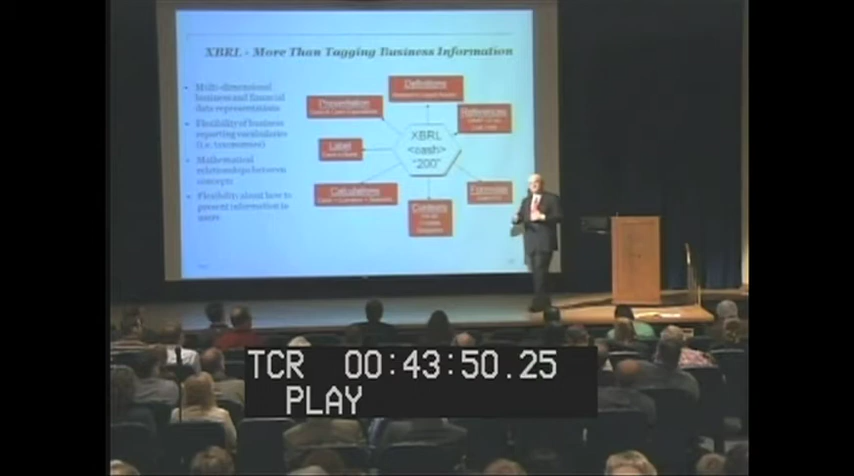 XBRL - More Than Tagging Business Information
• Multi-dimensional
business and financial
data representations
• Flexibility of business
reporting vocabularies
(i.e. taxonomies)
• Mathematical
relationships between
concepts
• Flexibility about how to
present information to
users
Definitions
Presentation
References
XBRL
<cash>
"200"
Label
Calculations
Formulas
Contexts
TCR 00:43:50.25
PLAY